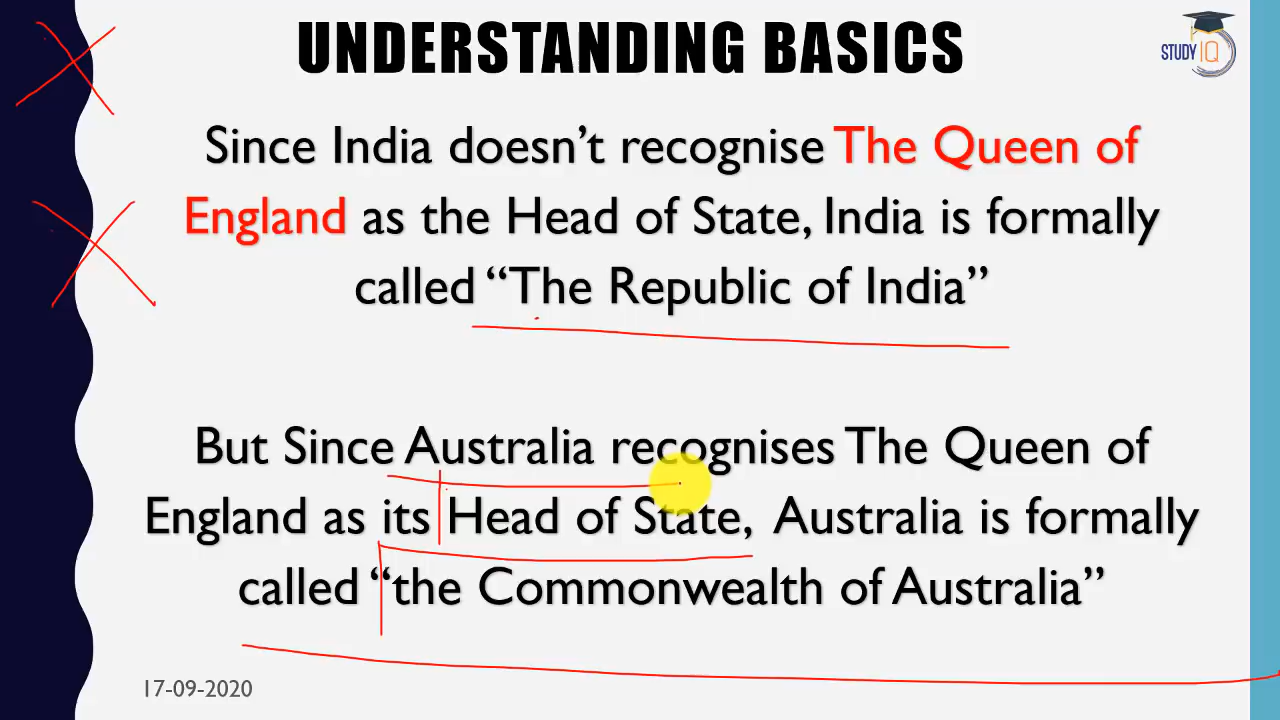 UNDERSTANDING BASICS
STUDY IQ
Since India doesn’t recognise The Queen of
England as the Head of State, India is formally
called “The Republic of India”
But Since Australia recognises The Queen of
England as its Head of State, Australia is formally
called “the Commonwealth of Australia”
17-09-2020